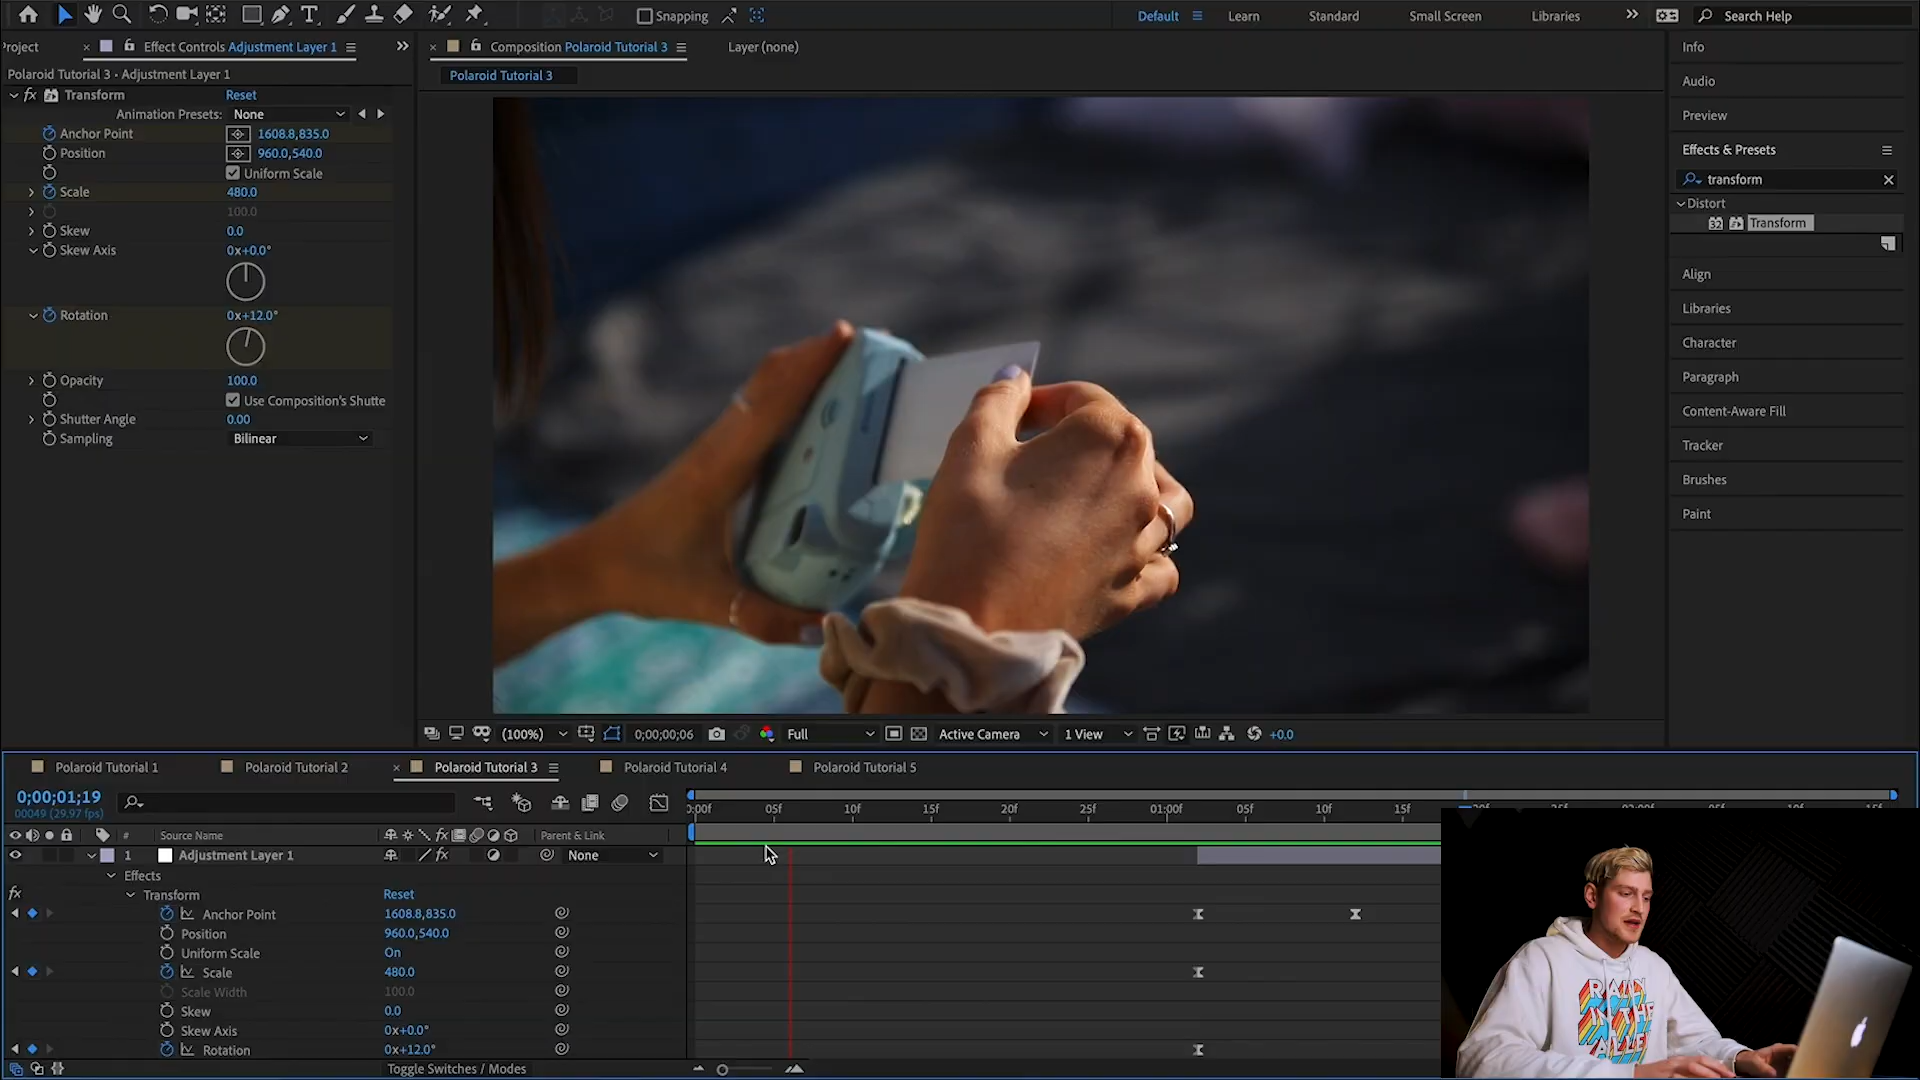 Snapping
Default
Learn
Standard
Small Screen
Libraries
Search Help
roject
Effect Controls Adjustment Layer 1
Composition Polaroid Tutorial 3
Layer (none)
Info
Polaroid Tutorial 3 • Adjustment Layer 1
Polaroid Tutorial 3
Audio
fx Transform Reset
Animation Presets: None
Preview
Anchor Point 1608.8,835.0
Position 960.0,540.0
Effects & Presets
Uniform Scale
transform
Scale 480.0
Distort
100.0
32 Transform
Skew 0.0
Skew Axis 0x+0.0°
Align
Libraries
Rotation 0x+12.0°
Character
Paragraph
Opacity 100.0
Use Composition's Shutte
Content-Aware Fill
Shutter Angle 0.00
Sampling Bilinear
Tracker
Brushes
Paint
(100%) 0;00;00;06 Full Active Camera 1 View +0.0
Polaroid Tutorial 1
Polaroid Tutorial 2
Polaroid Tutorial 3
Polaroid Tutorial 4
Polaroid Tutorial 5
0;00;01;19
00049 (29.97 fps)
0:00f 05f 10f 15f 20f 25f 01:00f 05f 10f 15f
# Source Name fx Parent & Link
1 Adjustment Layer 1 fx None
Effects
fx Transform Reset
Anchor Point 1608.8,835.0
Position 960.0,540.0
Uniform Scale On
Scale 480.0
Scale Width 100.0
Skew 0.0
Skew Axis 0x+0.0°
Rotation 0x+12.0°
Toggle Switches / Modes
IN THE